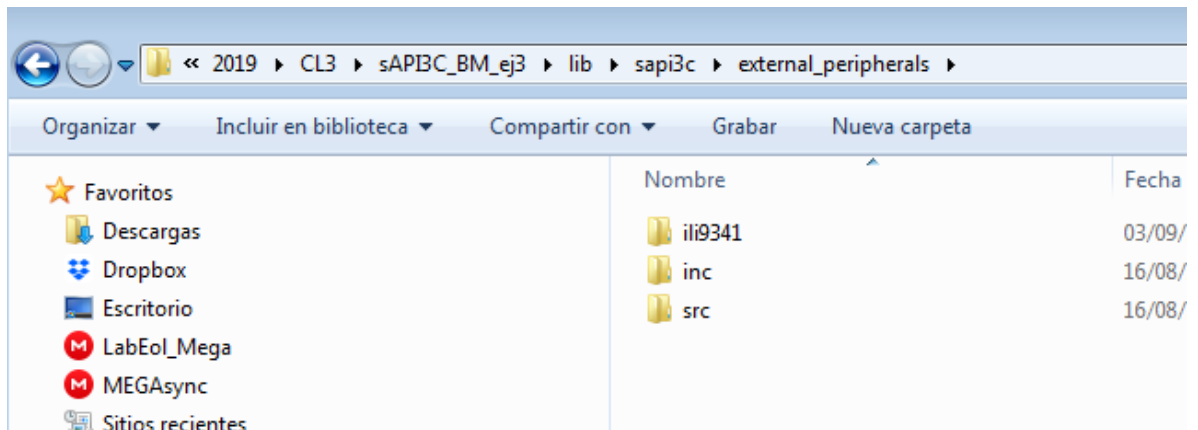 « 2019 ▸ CL3 ▸ sAPI3C_BM_ej3 ▸ lib ▸ sapi3c ▸ external_peripherals ▸
Organizar Incluir en biblioteca Compartir con Grabar Nueva carpeta
Favoritos
Descargas
Dropbox
Escritorio
LabEol_Mega
MEGAsync
Sitios recientes
Nombre Fecha
ili9341 03/09/
inc 16/08/
src 16/08/